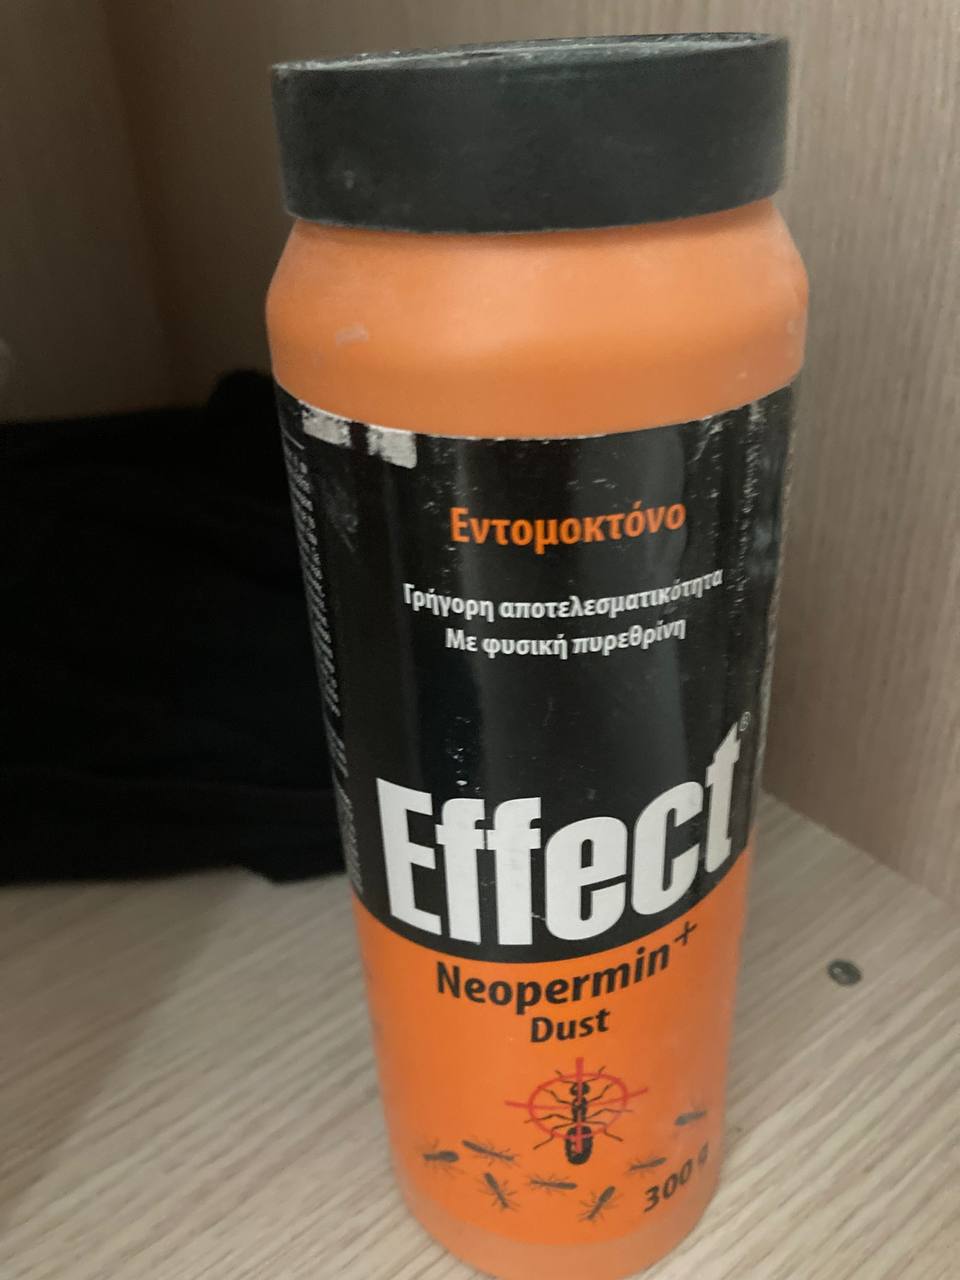 Εντομοκτόνο
Γρήγορη αποτελεσματικότητα
Με φυσική πυρεθρίνη
Effect®
Neopermin+
Dust
300 g